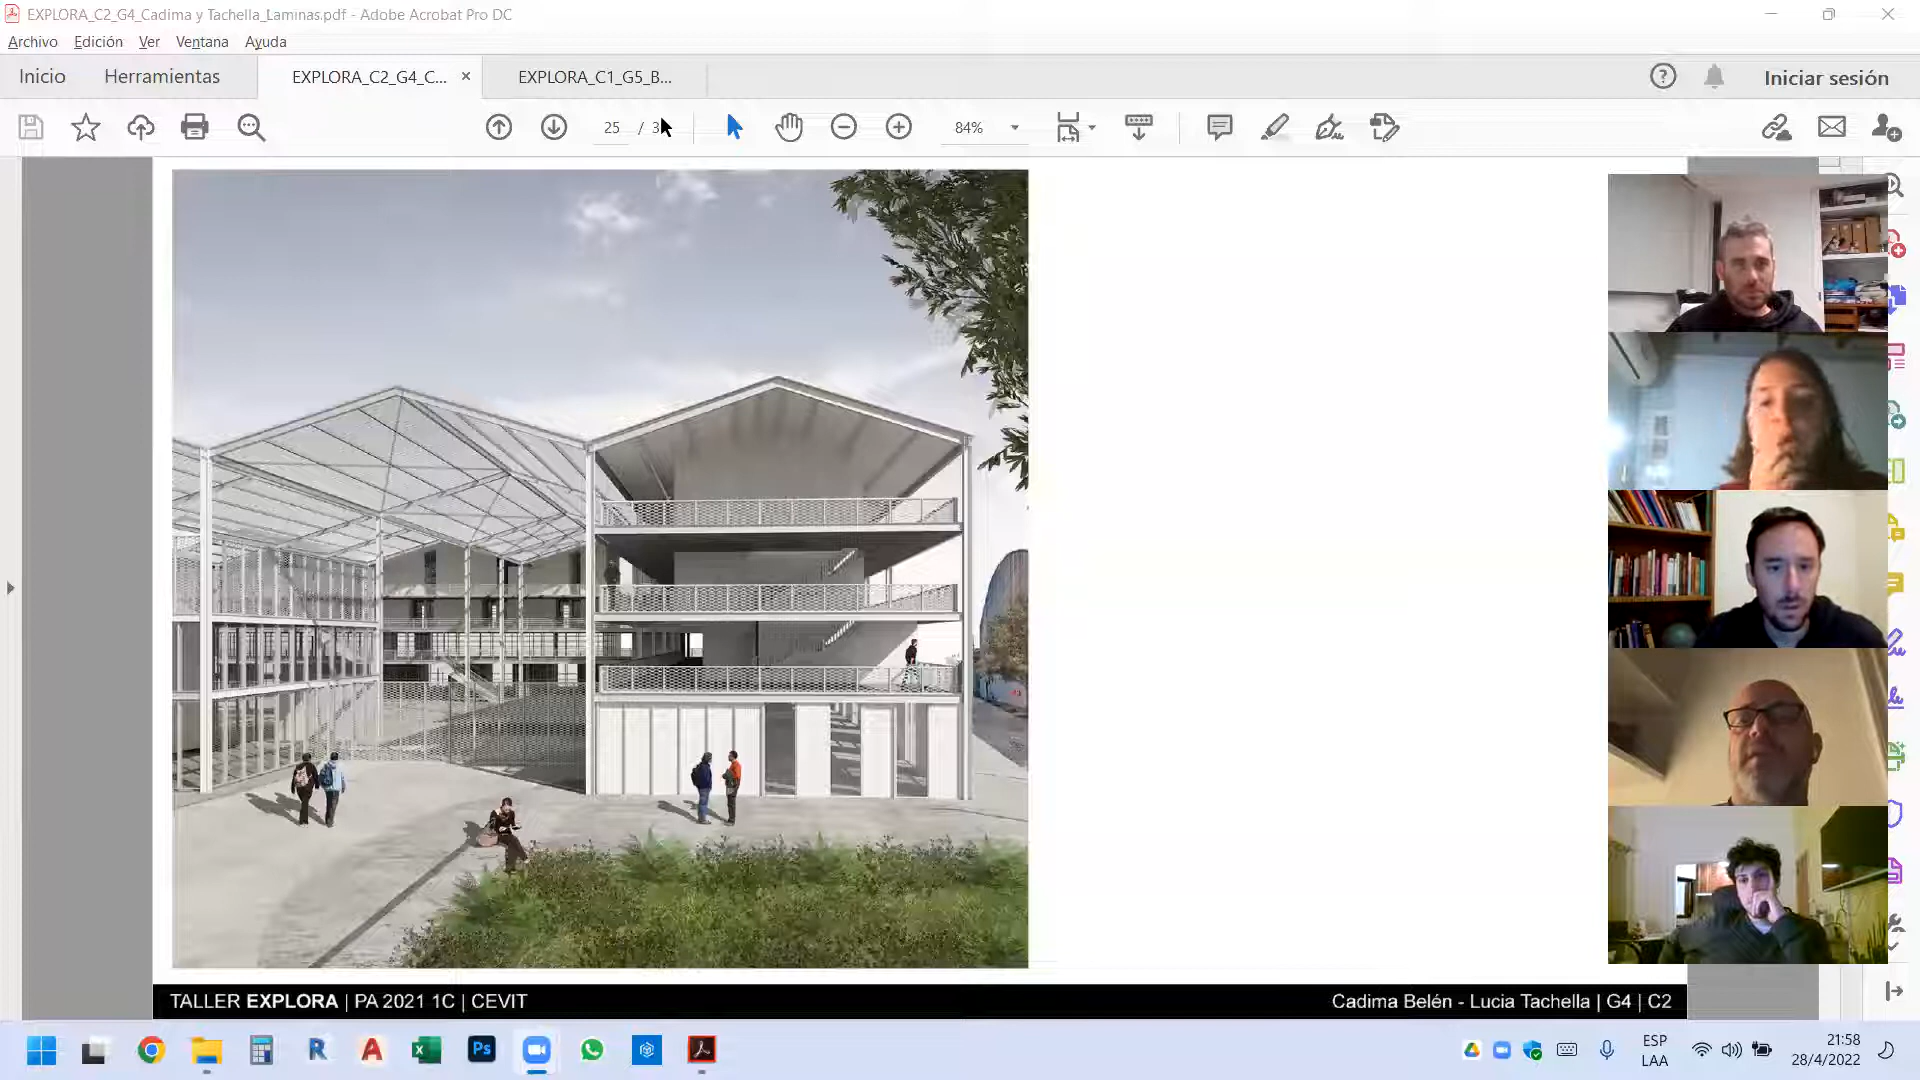 EXPLORA_C2_G4_Cadima y Tachella_Laminas.pdf - Adobe Acrobat Pro DC
Archivo Edición Ver Ventana Ayuda
Inicio Herramientas EXPLORA_C2_G4_C... × EXPLORA_C1_G5_B... Iniciar sesión
25 / 3 84%
TALLER EXPLORA | PA 2021 1C | CEVIT
Cadima Belén - Lucia Tachella | G4 | C2
ESP
LAA
21:58
28/4/2022